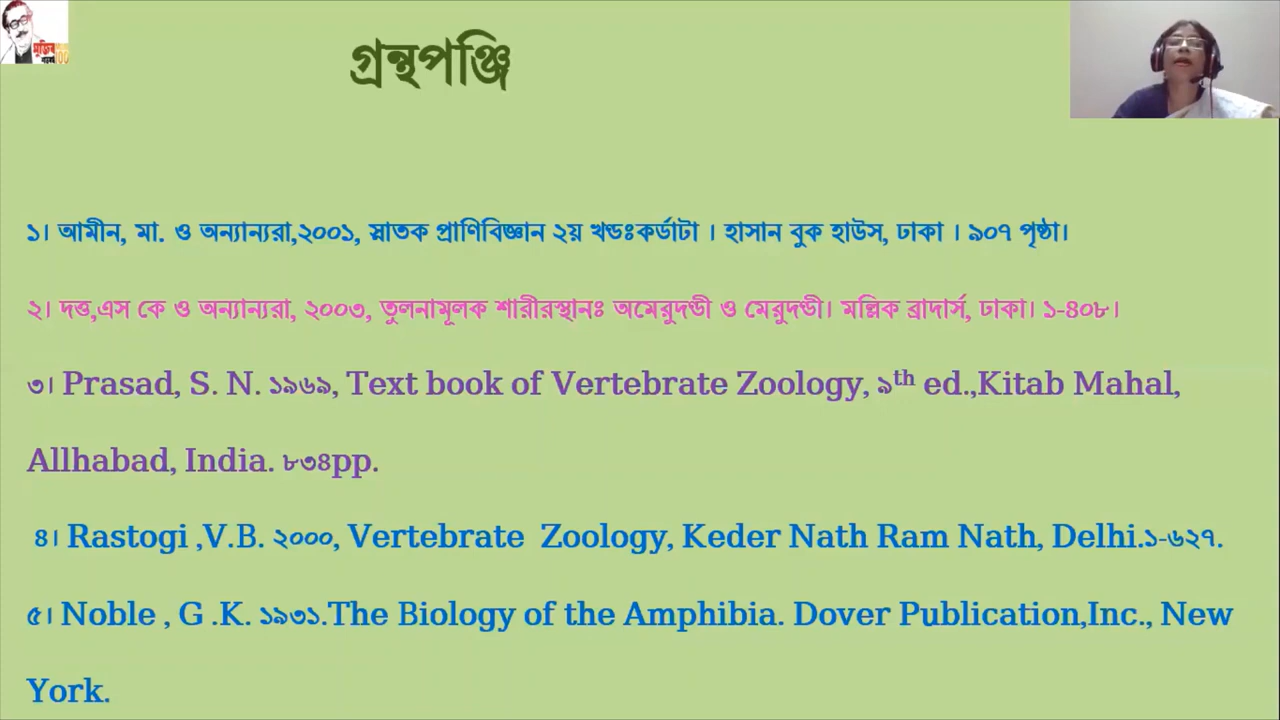 গ্রন্থপঞ্জি
১। আমীন, মা. ও অন্যান্যরা,২০০১, স্নাতক প্রাণিবিজ্ঞান ২য় খন্ডঃকর্ডাটা । হাসান বুক হাউস, ঢাকা । ৯০৭ পৃষ্ঠা।
২। দত্ত,এস কে ও অন্যান্যরা, ২০০৩, তুলনামূলক শারীরস্থানঃ অমেরুদন্ডী ও মেরুদন্ডী। মল্লিক ব্রাদার্স, ঢাকা। ১-৪০৮।
৩। Prasad, S. N. ১৯৬৯, Text book of Vertebrate Zoology, ৯th ed.,Kitab Mahal,
Allhabad, India. ৮৩৪pp.
৪। Rastogi ,V.B. ২০০০, Vertebrate Zoology, Keder Nath Ram Nath, Delhi.১-৬২৭.
৫। Noble , G .K. ১৯৩১.The Biology of the Amphibia. Dover Publication,Inc., New
York.